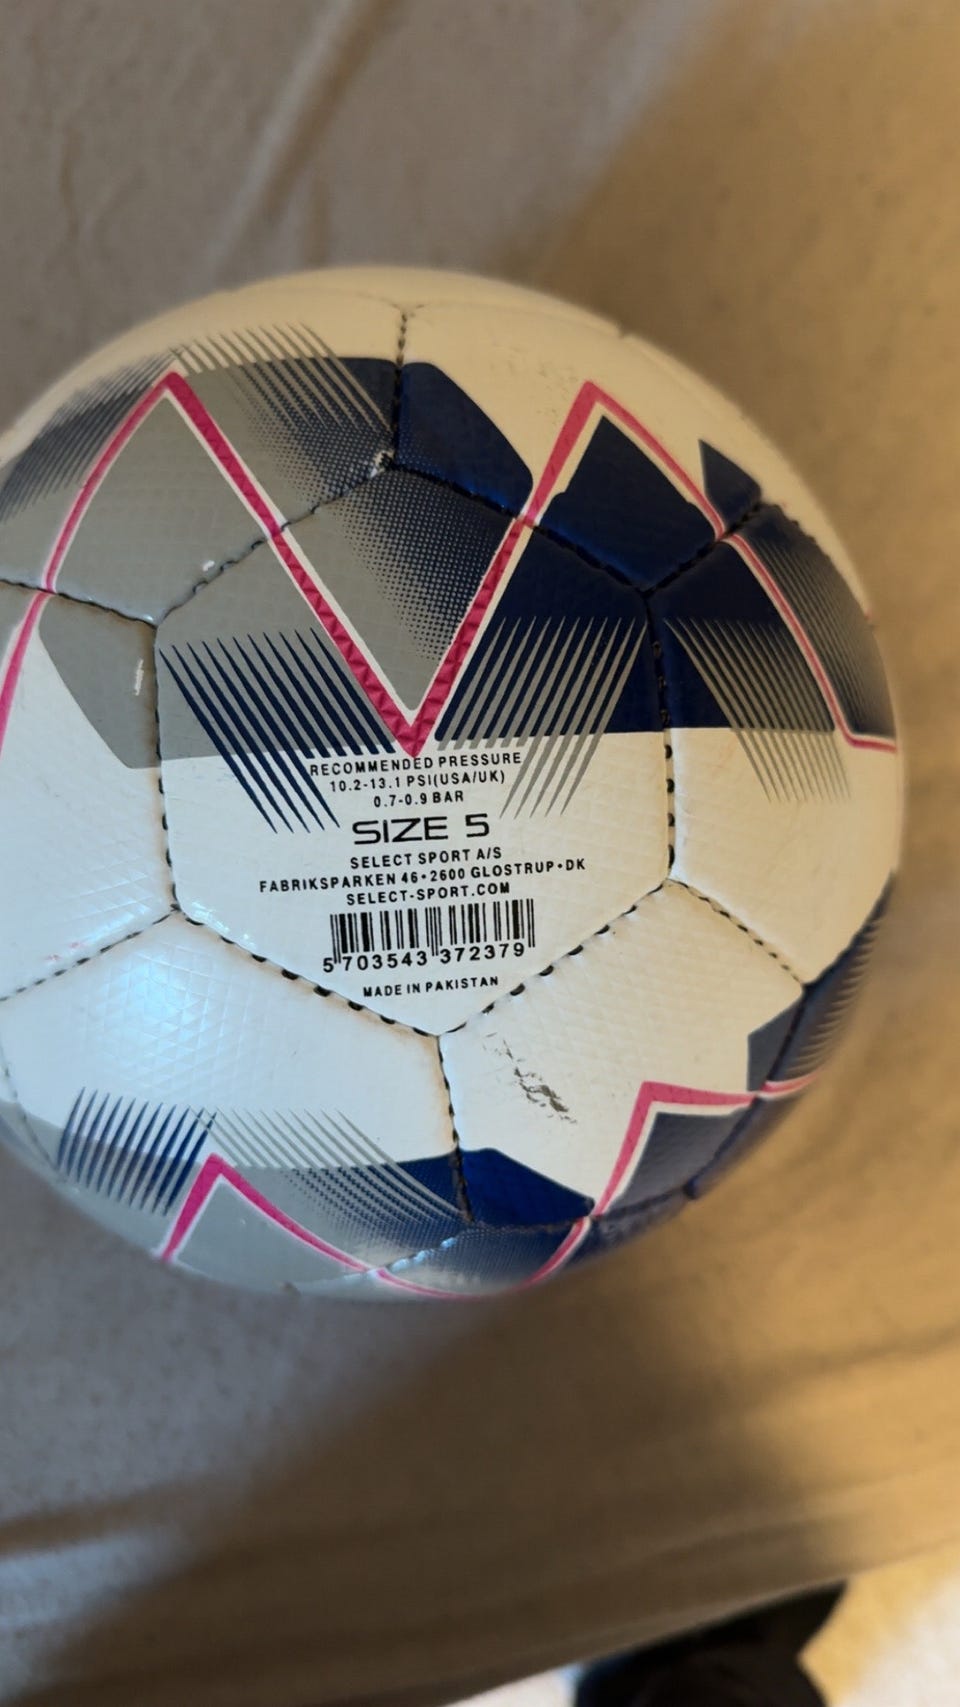 RECOMMENDED PRESSURE
10.2-13.1 PSI(USA/UK)
0.7-0.9 BAR
SIZE 5
SELECT SPORT A/S
FABRIKSPARKEN 46•2600 GLOSTRUP•DK
SELECT-SPORT.COM
5 703543 372379
MADE IN PAKISTAN